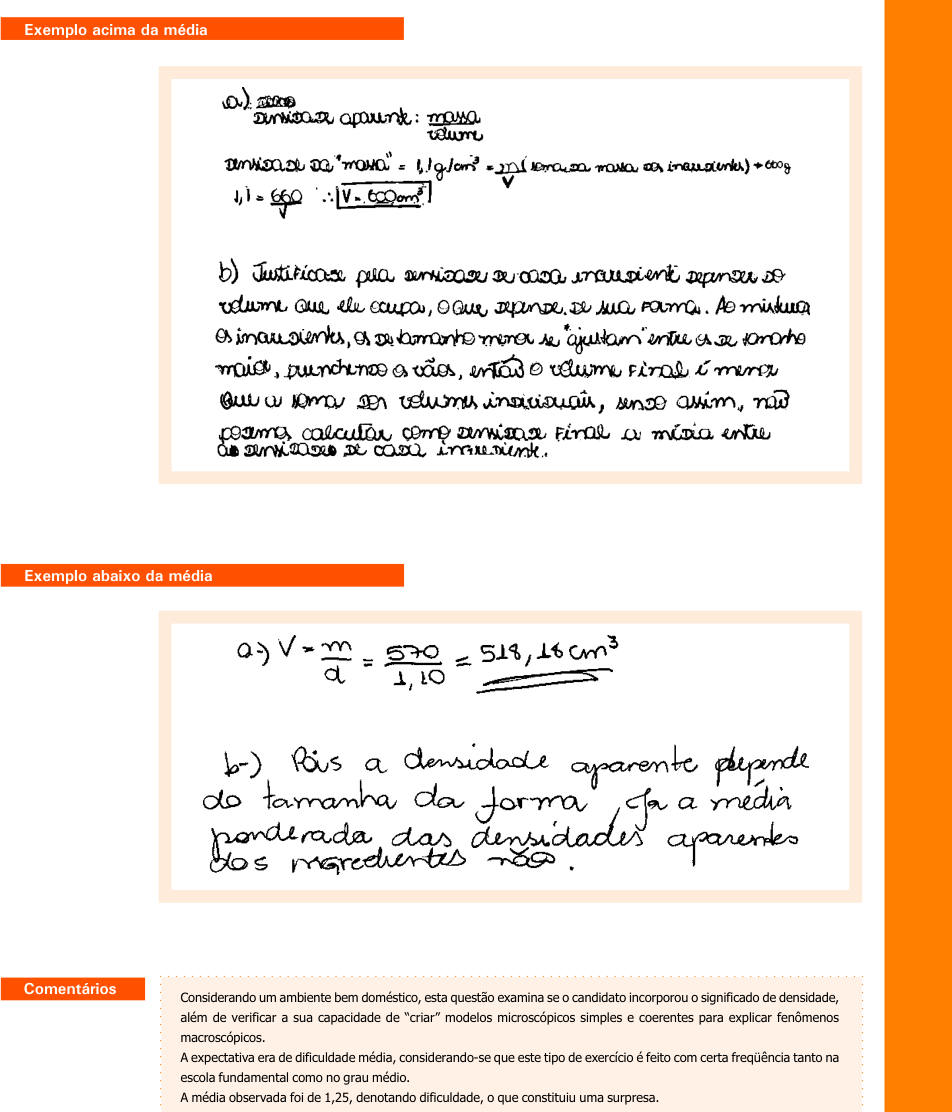 Exemplo acima da média
a)
densidade aparente: massa
volume
densidade da "massa" = 1,1g/cm³ = m (soma da massa dos ingredientes) → 660g
V
1,1 = 660 ∴ V = 600cm³
V
b) Justifica-se pela densidade de cada ingrediente depender do
volume que ele ocupa, o que depende de sua forma. Ao misturar
os ingredientes, os de tamanho menor se "ajustam" entre os de tamanho
maior, preenchendo os vãos, então o volume final é menor
que a soma dos volumes individuais, sendo assim, não
podemos calcular como densidade final a média entre
as densidades de cada ingrediente.
Exemplo abaixo da média
a-) V = m = 570 = 518,18 cm³
d 1,10
b-) Pois a densidade aparente depende
do tamanha da forma, Ja a média
ponderada das densidades aparentes
dos ingredientes não.
Comentários
Considerando um ambiente bem doméstico, esta questão examina se o candidato incorporou o significado de densidade,
além de verificar a sua capacidade de “criar” modelos microscópicos simples e coerentes para explicar fenômenos
macroscópicos.
A expectativa era de dificuldade média, considerando-se que este tipo de exercício é feito com certa freqüência tanto na
escola fundamental como no grau médio.
A média observada foi de 1,25, denotando dificuldade, o que constituiu uma surpresa.